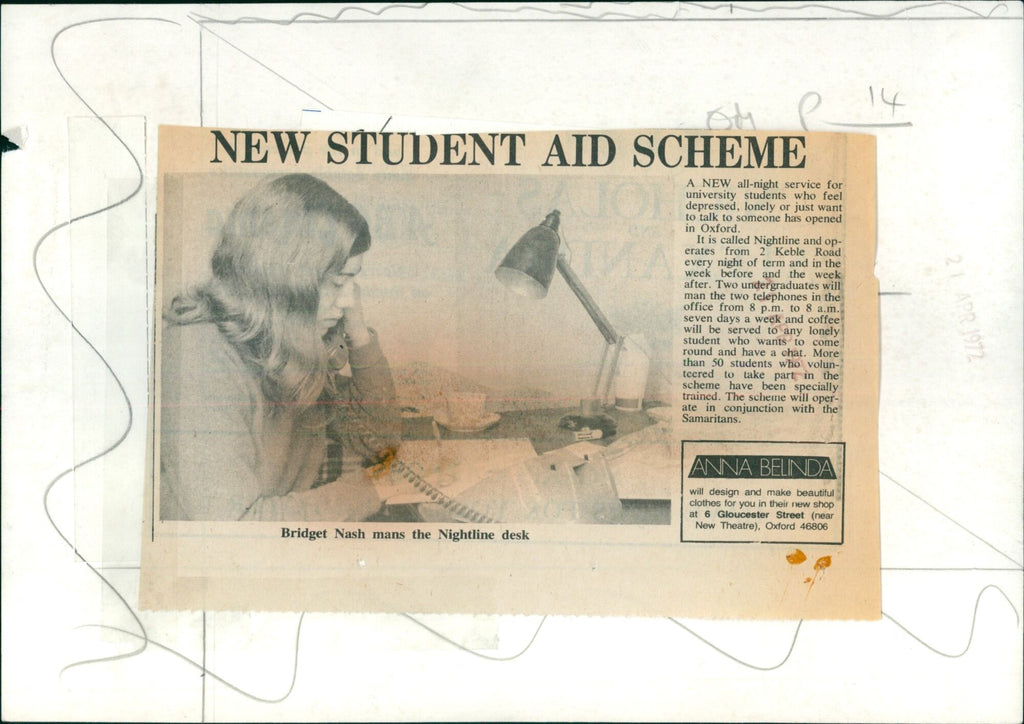 P 14
NEW STUDENT AID SCHEME
A NEW all-night service for
university students who feel
depressed, lonely or just want
to talk to someone has opened
in Oxford.
It is called Nightline and op-
erates from 2 Keble Road
every night of term and in the
week before and the week
after. Two undergraduates will
man the two telephones in the
office from 8 p.m. to 8 a.m.
seven days a week and coffee
will be served to any lonely
student who wants to come
round and have a chat. More
than 50 students who volun-
teered to take part in the
scheme have been specially
trained. The scheme will oper-
ate in conjunction with the
Samaritans.
ANNA BELINDA
will design and make beautiful
clothes for you in their new shop
at 6 Gloucester Street (near
New Theatre), Oxford 46806
Bridget Nash mans the Nightline desk
21 APR 1972